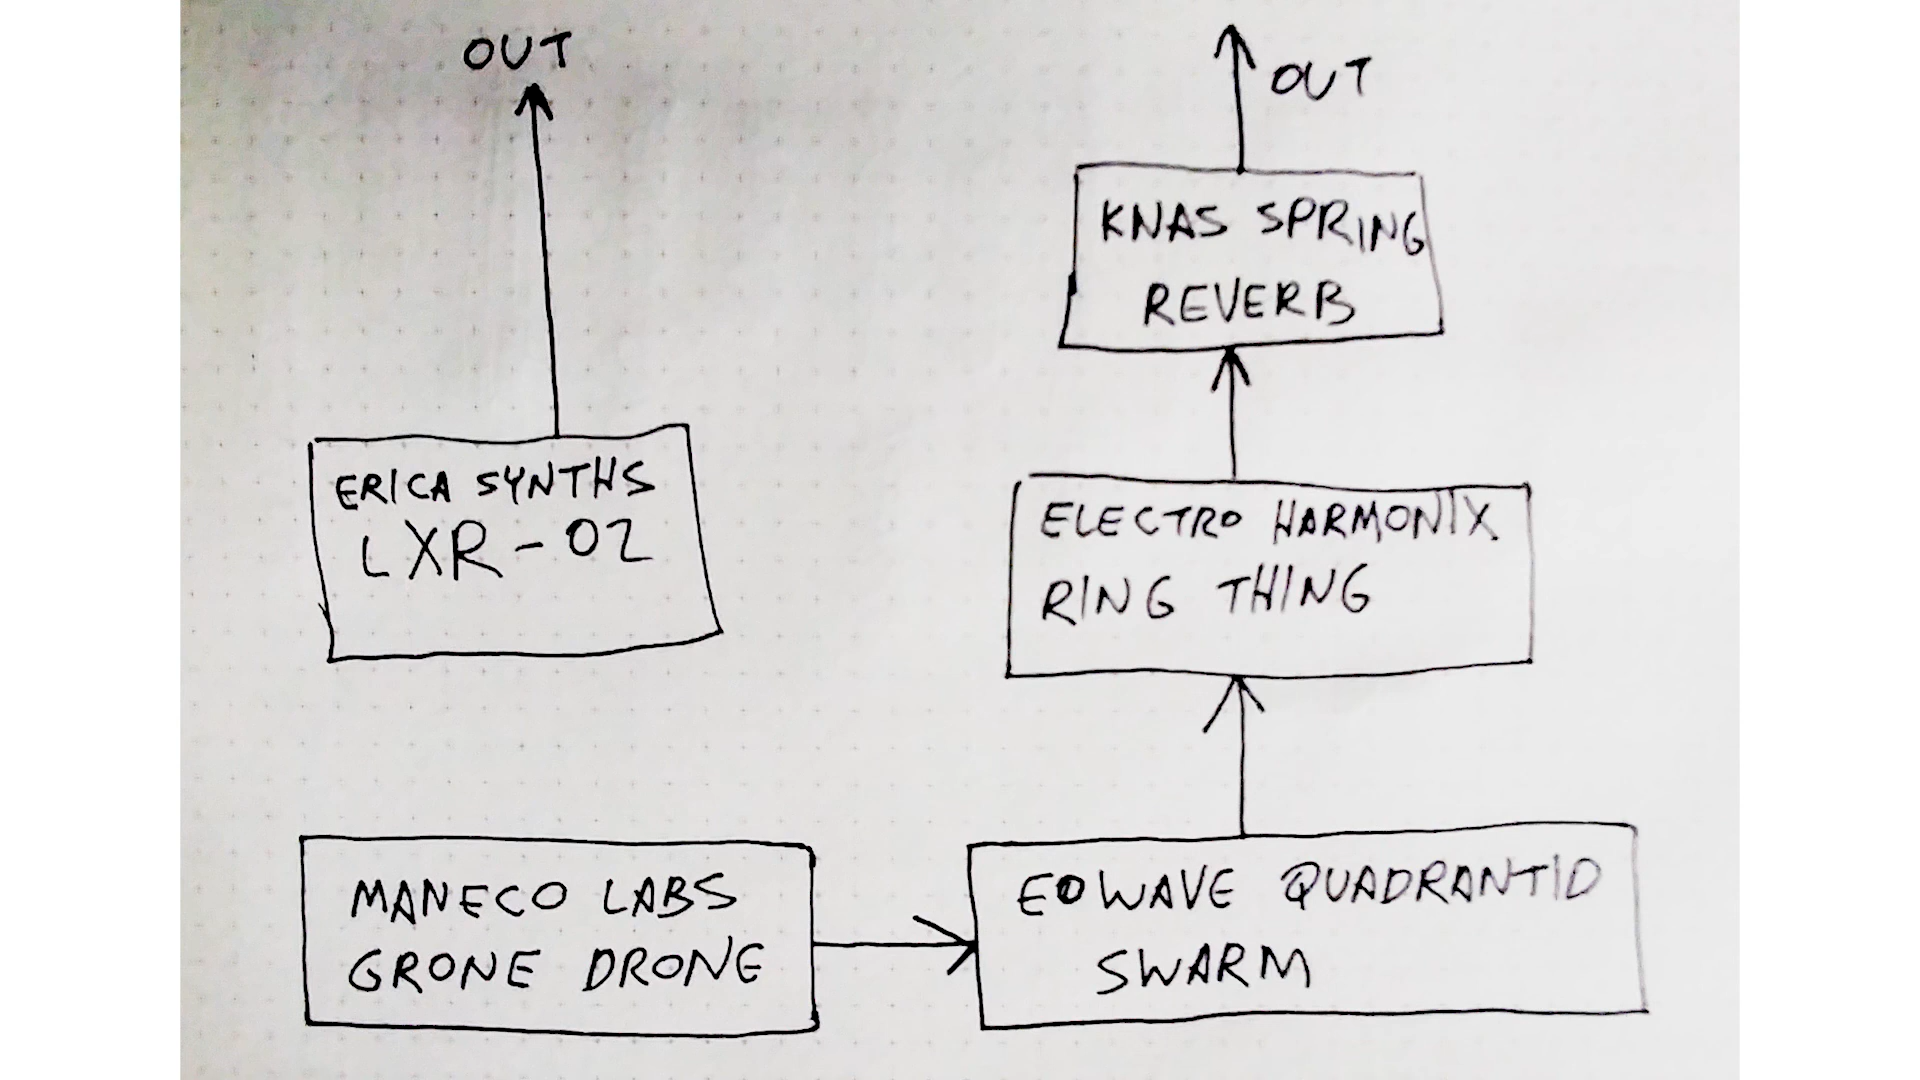 OUT
OUT
KNAS SPRING
REVERB
ERICA SYNTHS
LXR-02
ELECTRO HARMONIX
RING THING
MANECO LABS
GRONE DRONE
EOWAVE QUADRANTID
SWARM